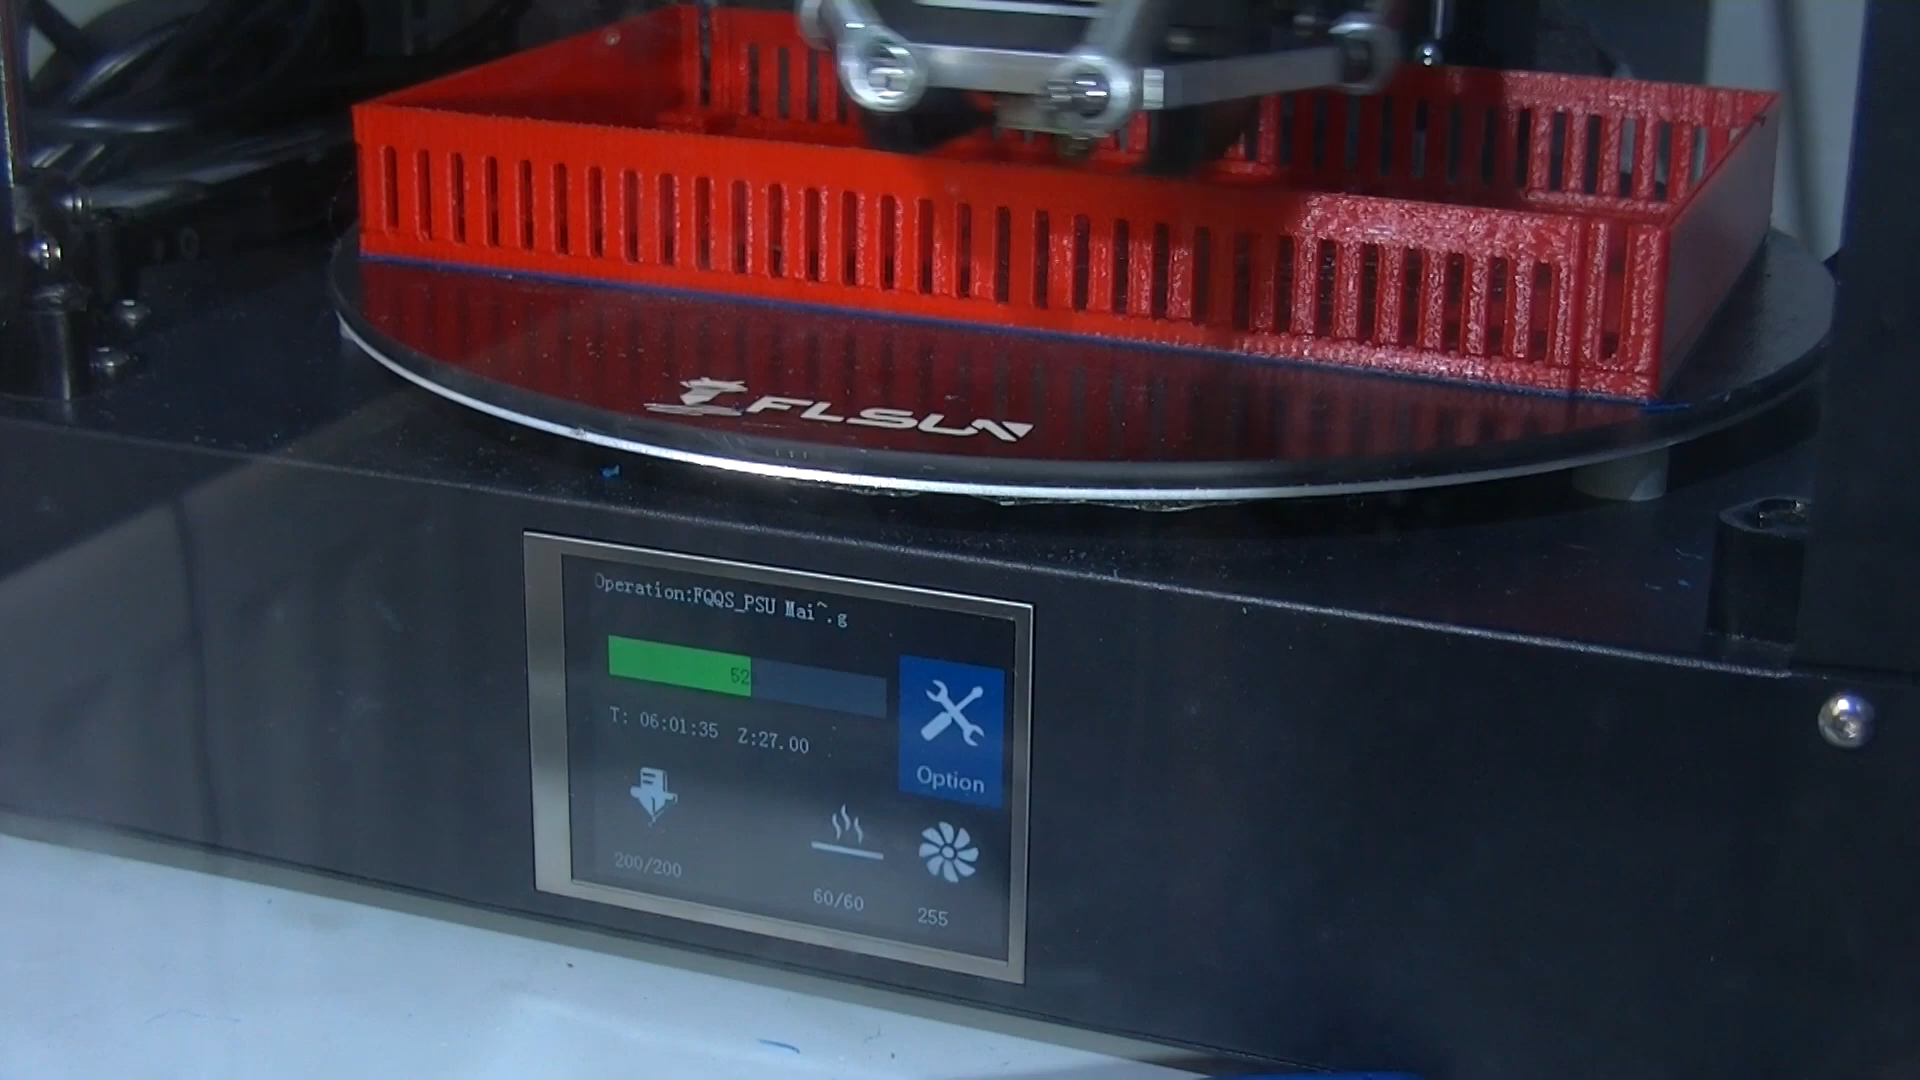 FLSUN
Operation:FQQS_PSU Mai~.g
52
T: 06:01:35 Z:27.00
Option
200/200
60/60
255